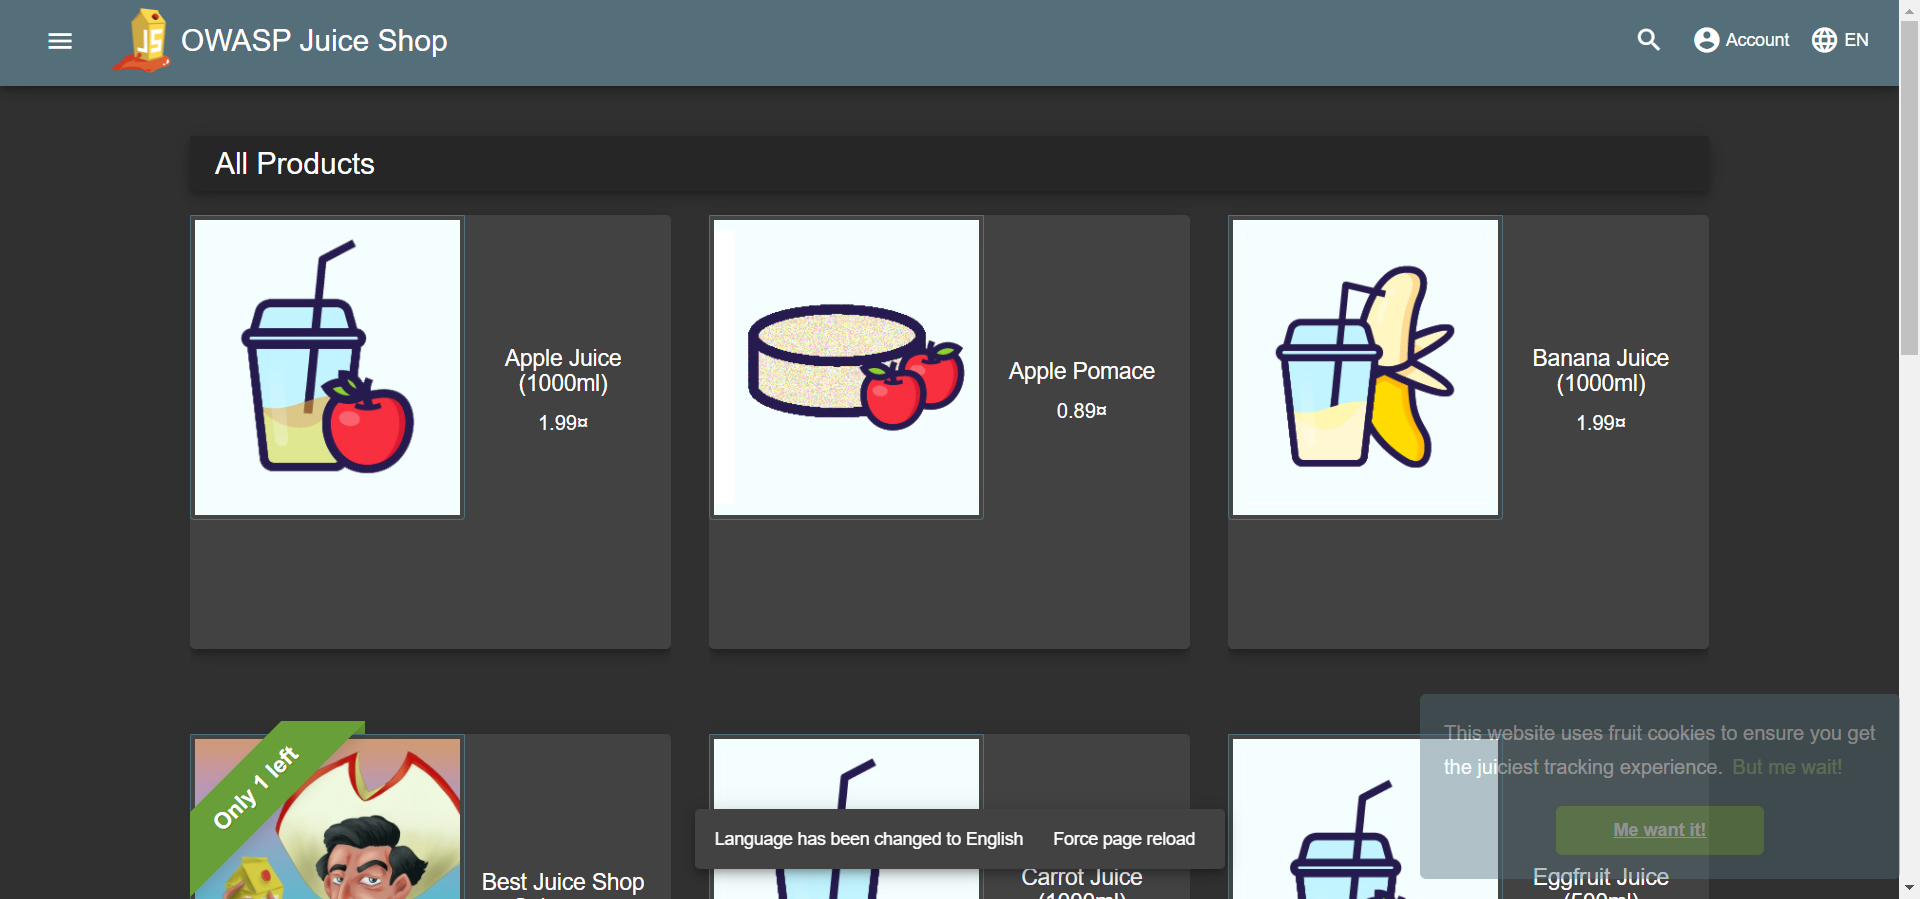 OWASP Juice Shop
Account
EN
All Products
Apple Juice
(1000ml)
1.99¤
Apple Pomace
0.89¤
Banana Juice
(1000ml)
1.99¤
Only 1 left
Best Juice Shop
Carrot Juice
(1000ml)
Eggfruit Juice
(500ml)
This website uses fruit cookies to ensure you get
the juiciest tracking experience. But me wait!
Me want it!
Language has been changed to English Force page reload